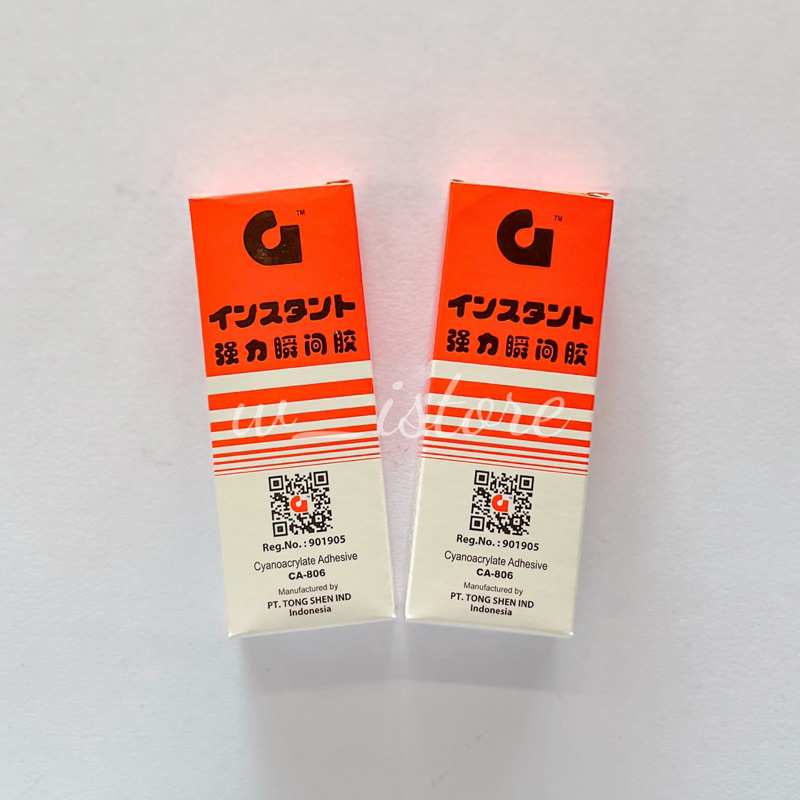 TM
インスタント
强力瞬间胶
Reg.No.:901905
Cyanoacrylate Adhesive
CA-806
Manufactured by
PT. TONG SHEN IND
Indonesia
TM
インスタント
强力瞬间胶
Reg.No.:901905
Cyanoacrylate Adhesive
CA-806
Manufactured by
PT. TONG SHEN IND
Indonesia
w__istore